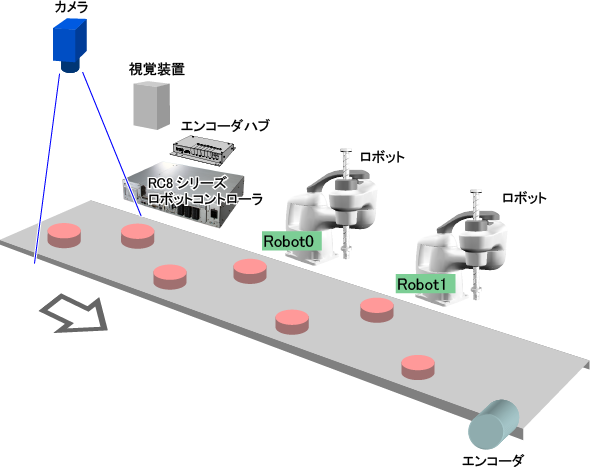 カメラ
視覚装置
エンコーダハブ
RC8 シリーズ
ロボットコントローラ
ロボット
ロボット
Robot0
Robot1
エンコーダ